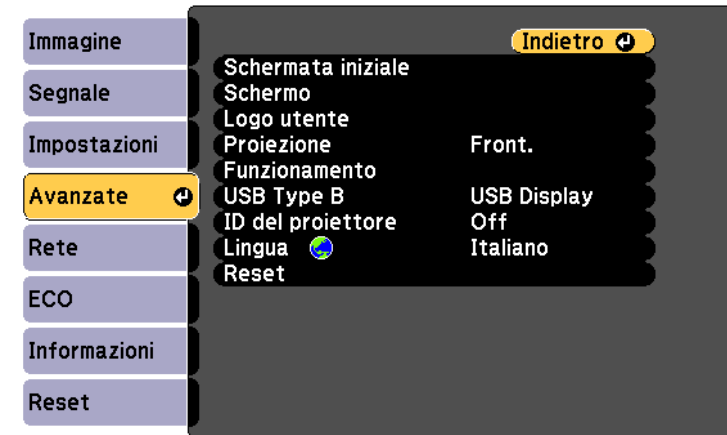 Immagine
Segnale
Impostazioni
Avanzate
Rete
ECO
Informazioni
Reset
Indietro
Schermata iniziale
Schermo
Logo utente
Proiezione Front.
Funzionamento
USB Type B USB Display
ID del proiettore Off
Lingua Italiano
Reset